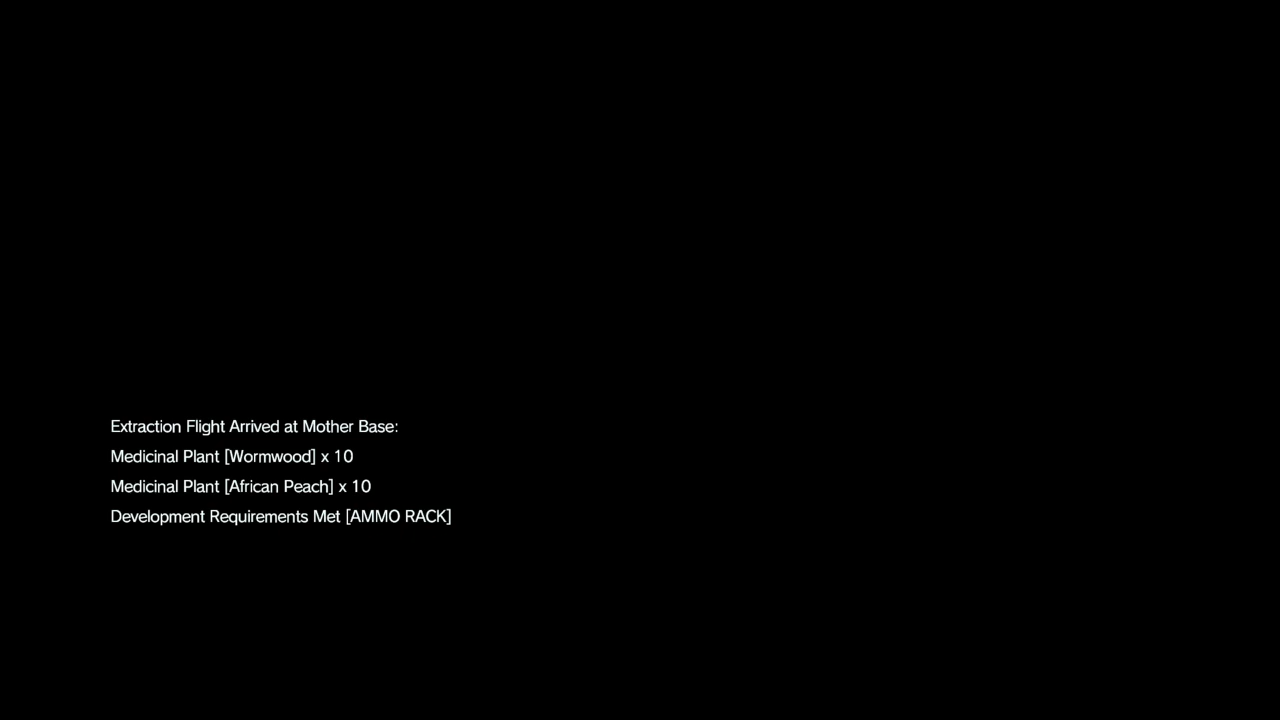 Extraction Flight Arrived at Mother Base:
Medicinal Plant [Wormwood] x 10
Medicinal Plant [African Peach] x 10
Development Requirements Met [AMMO RACK]